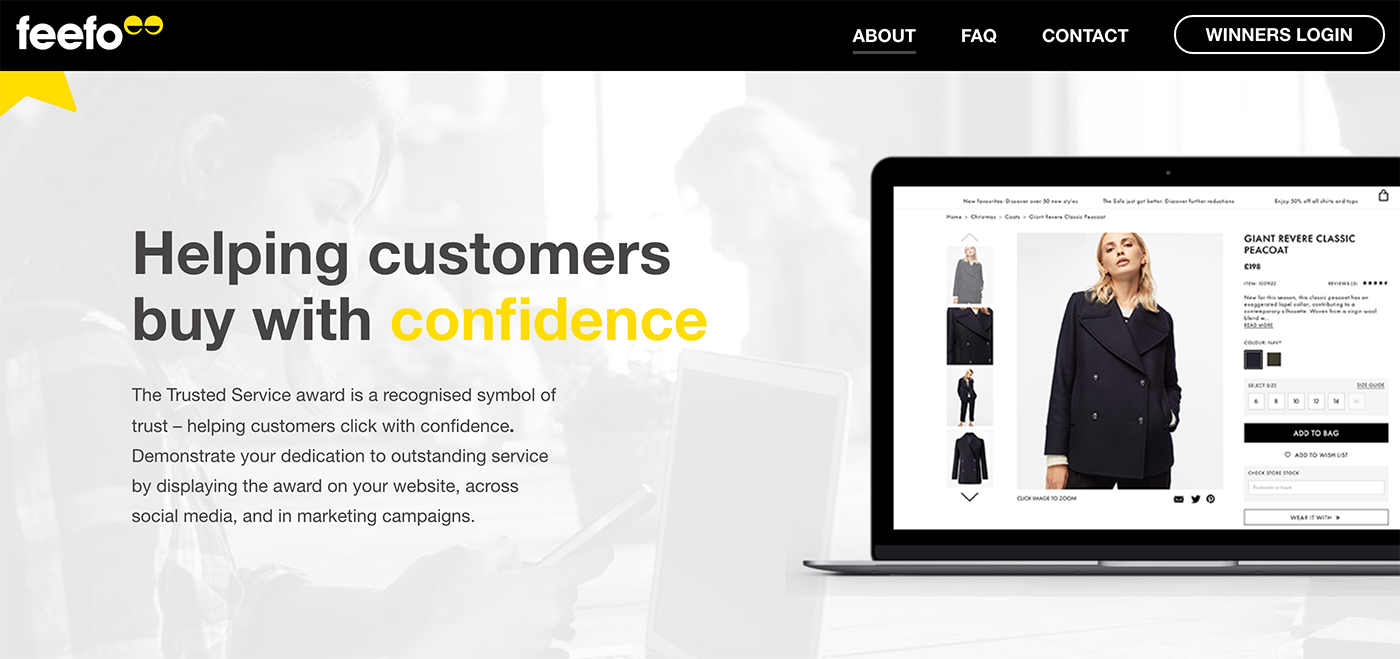 feefo
ABOUT
FAQ
CONTACT
WINNERS LOGIN
Helping customers
buy with confidence
The Trusted Service award is a recognised symbol of
trust – helping customers click with confidence.
Demonstrate your dedication to outstanding service
by displaying the award on your website, across
social media, and in marketing campaigns.
New favourites: Discover over 50 new styles
The Sale just got better. Discover further reductions
Enjoy 50% off all shirts and tops
Home > Christmas > Coats > Giant Revere Classic Peacoat
GIANT REVERE CLASSIC
PEACOAT
£198
REVIEWS (2)
New for this season, this classic peacoat has an
exaggerated lapel collar, contributing to a
contemporary silhouette. Woven from a virgin wool
blend w...
READ MORE
COLOUR: NAVY
SELECT SIZE
SIZE GUIDE
6 8 10 12 14 16
ADD TO BAG
ADD TO WISH LIST
CHECK STORE STOCK
Postcode or town
WEAR IT WITH
CLICK IMAGE TO ZOOM